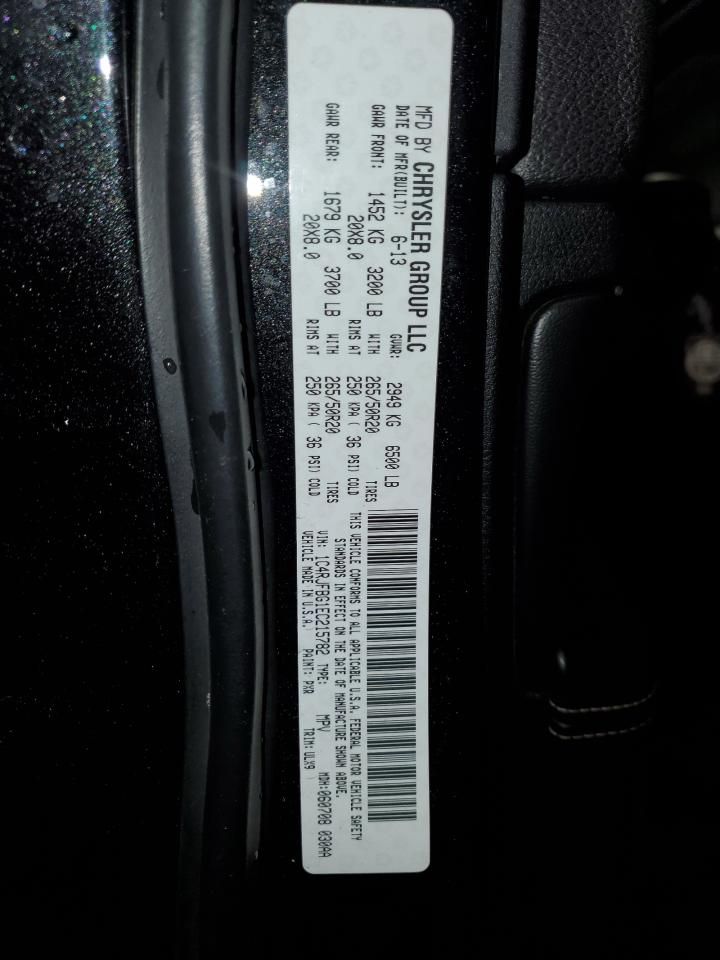 MFD BY CHRYSLER GROUP LLC
DATE OF MFR(BUILT): 6-13 GVWR: 2949 KG 6500 LB
GAWR FRONT: 1452 KG 3200 LB WITH 265/50R20 TIRES
20X8.0 RIMS AT 250 KPA ( 36 PSI) COLD
GAWR REAR: 1679 KG 3700 LB WITH 265/50R20 TIRES
20X8.0 RIMS AT 250 KPA ( 36 PSI) COLD
THIS VEHICLE CONFORMS TO ALL APPLICABLE U.S.A. FEDERAL MOTOR VEHICLE SAFETY
STANDARDS IN EFFECT ON THE DATE OF MANUFACTURE SHOWN ABOVE.
VIN: 1C4RJFBG1EC215782 TYPE: MPV MDH:060708 030AA
VEHICLE MADE IN U.S.A. PAINT: PXR TRIM: ULX9